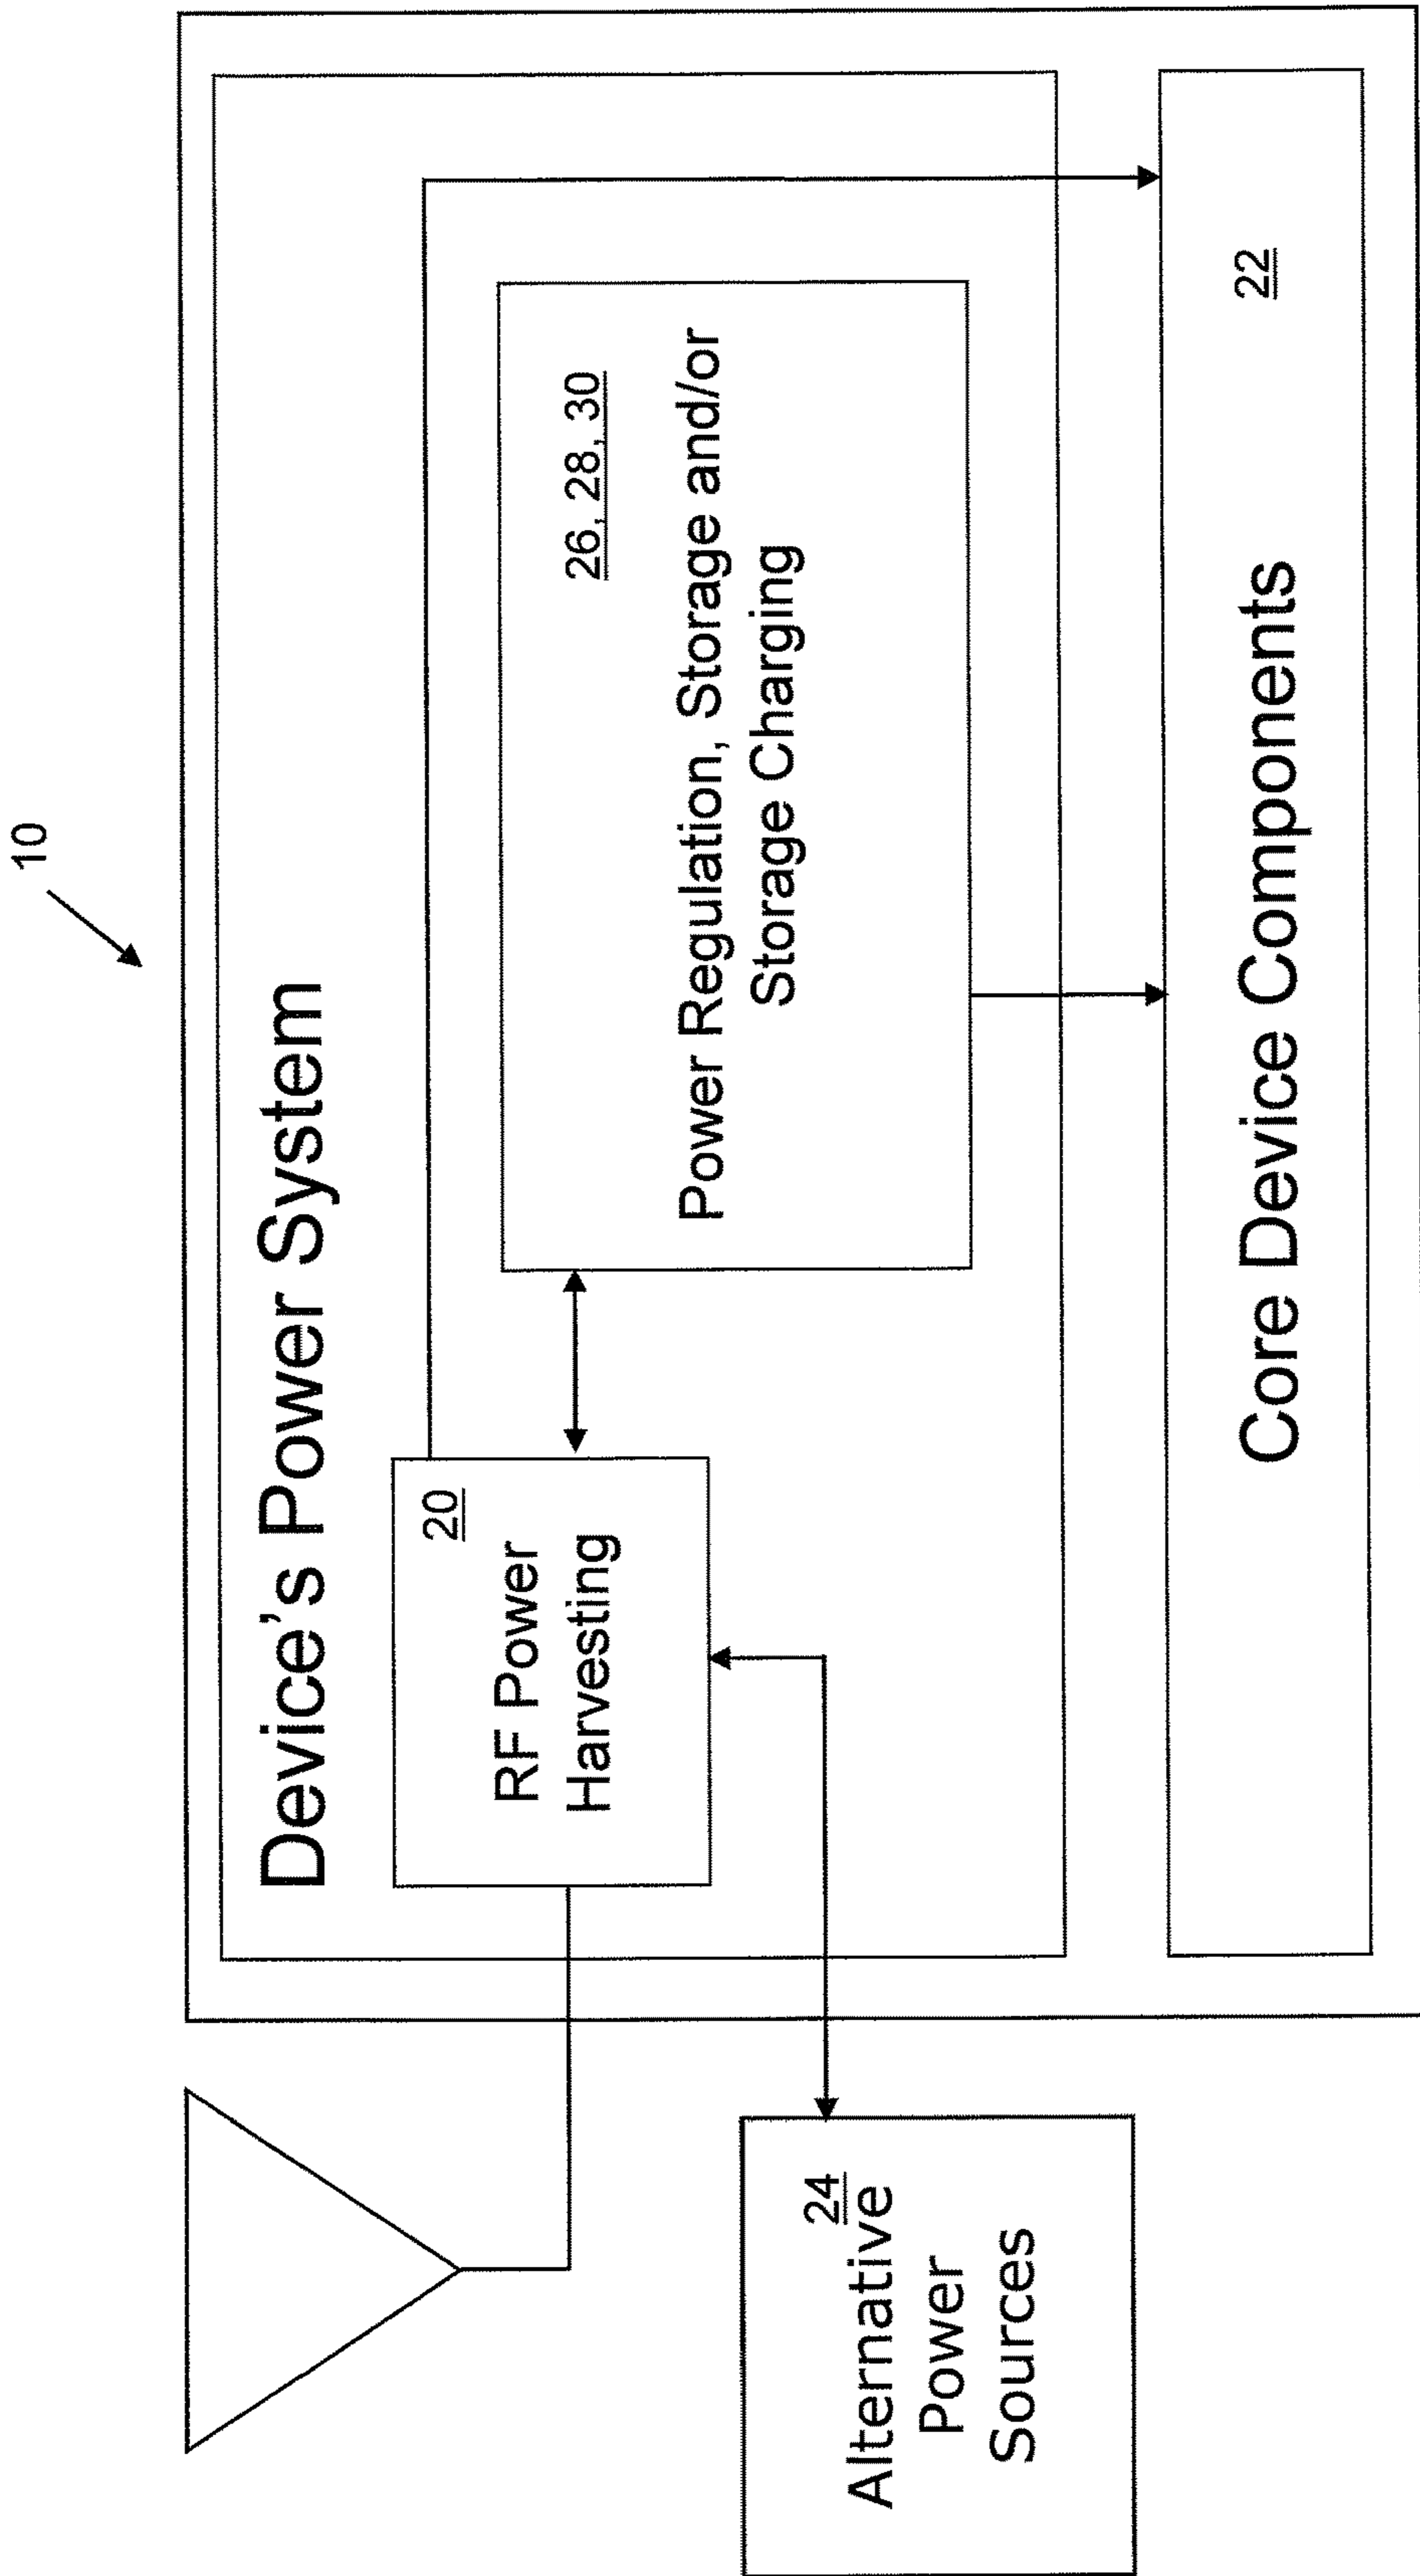 10
Device's Power System
20
RF Power
Harvesting
26, 28, 30
Power Regulation, Storage and/or
Storage Charging
24
Alternative
Power
Sources
22
Core Device Components